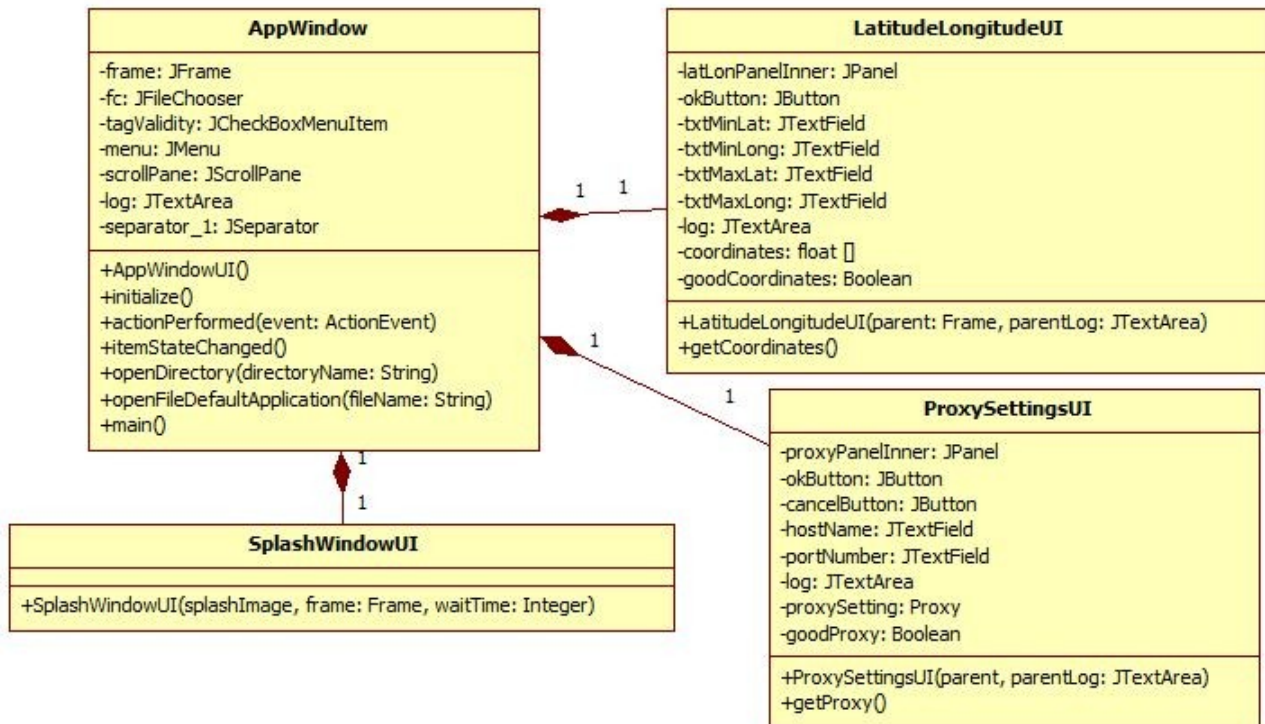 AppWindow
-frame: JFrame
-fc: JFileChooser
-tagValidity: JCheckBoxMenuItem
-menu: JMenu
-scrollPane: JScrollPane
-log: JTextArea
-separator_1: JSeparator
+AppWindowUI()
+initialize()
+actionPerformed(event: ActionEvent)
+itemStateChanged()
+openDirectory(directoryName: String)
+openFileDefaultApplication(fileName: String)
+main()
1
1
LatitudeLongitudeUI
-latLonPanelInner: JPanel
-okButton: JButton
-txtMinLat: JTextField
-txtMinLong: JTextField
-txtMaxLat: JTextField
-txtMaxLong: JTextField
-log: JTextArea
-coordinates: float []
-goodCoordinates: Boolean
+LatitudeLongitudeUI(parent: Frame, parentLog: JTextArea)
+getCoordinates()
1
1
ProxySettingsUI
-proxyPanelInner: JPanel
-okButton: JButton
-cancelButton: JButton
-hostName: JTextField
-portNumber: JTextField
-log: JTextArea
-proxySetting: Proxy
-goodProxy: Boolean
+ProxySettingsUI(parent, parentLog: JTextArea)
+getProxy()
1
1
SplashWindowUI
+SplashWindowUI(splashImage, frame: Frame, waitTime: Integer)